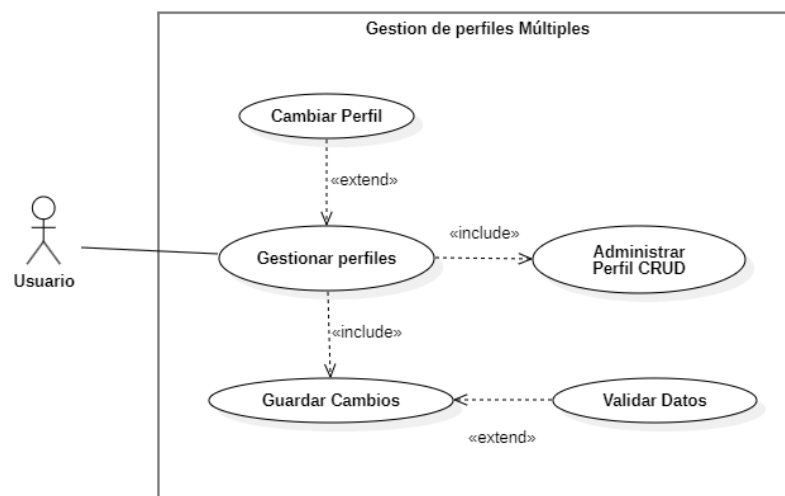 Gestion de perfiles Múltiples
Cambiar Perfil
«extend»
Usuario
Gestionar perfiles
«include»
Administrar
Perfil CRUD
«include»
Guardar Cambios
Validar Datos
«extend»